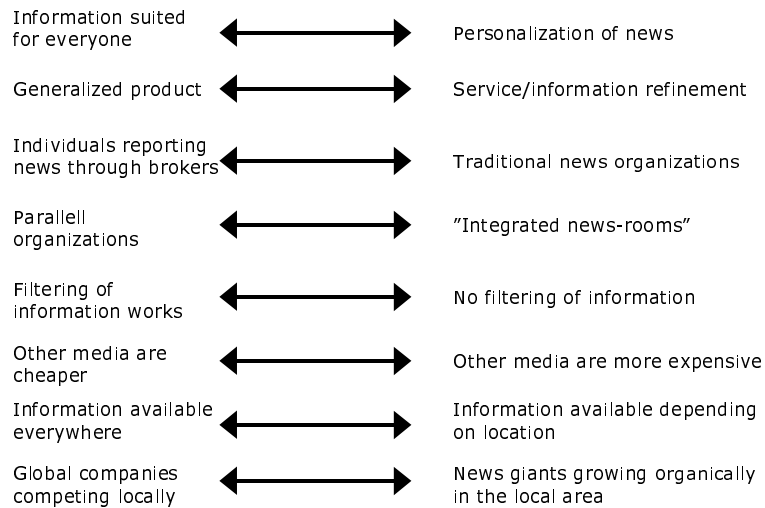 Information suited
for everyone
Personalization of news
Generalized product
Service/information refinement
Individuals reporting
news through brokers
Traditional news organizations
Parallell
organizations
”Integrated news-rooms”
Filtering of
information works
No filtering of information
Other media are
cheaper
Other media are more expensive
Information available
everywhere
Information available depending
on location
Global companies
competing locally
News giants growing organically
in the local area